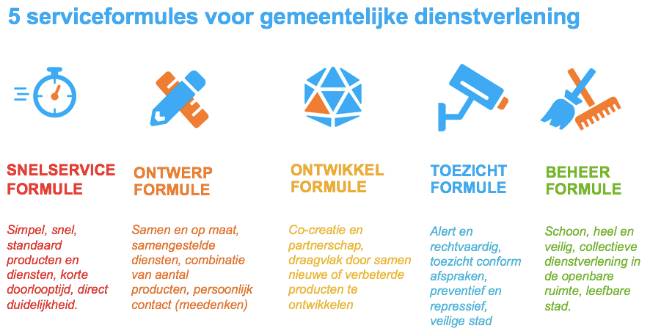 5 serviceformules voor gemeentelijke dienstverlening
SNELSERVICE
FORMULE
Simpel, snel,
standaard
producten en
diensten, korte
doorlooptijd, direct
duidelijkheid.
ONTWERP
FORMULE
Samen en op maat,
samengestelde
diensten, combinatie
van aantal
producten, persoonlijk
contact (meedenken)
ONTWIKKEL
FORMULE
Co-creatie en
partnerschap,
draagvlak door samen
nieuwe of verbeterde
producten te
ontwikkelen
TOEZICHT
FORMULE
Alert en
rechtvaardig,
toezicht conform
afspraken,
preventief en
repressief,
veilige stad
BEHEER
FORMULE
Schoon, heel en
veilig, collectieve
dienstverlening in
de openbare
ruimte, leefbare
stad.